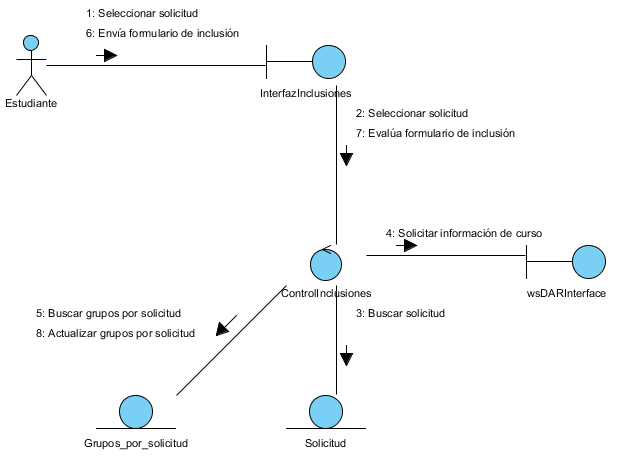 1: Seleccionar solicitud
6: Envía formulario de inclusión
Estudiante
InterfazInclusiones
2: Seleccionar solicitud
7: Evalúa formulario de inclusión
4: Solicitar información de curso
ControlInclusiones
wsDARInterface
5: Buscar grupos por solicitud
8: Actualizar grupos por solicitud
3: Buscar solicitud
Grupos_por_solicitud
Solicitud